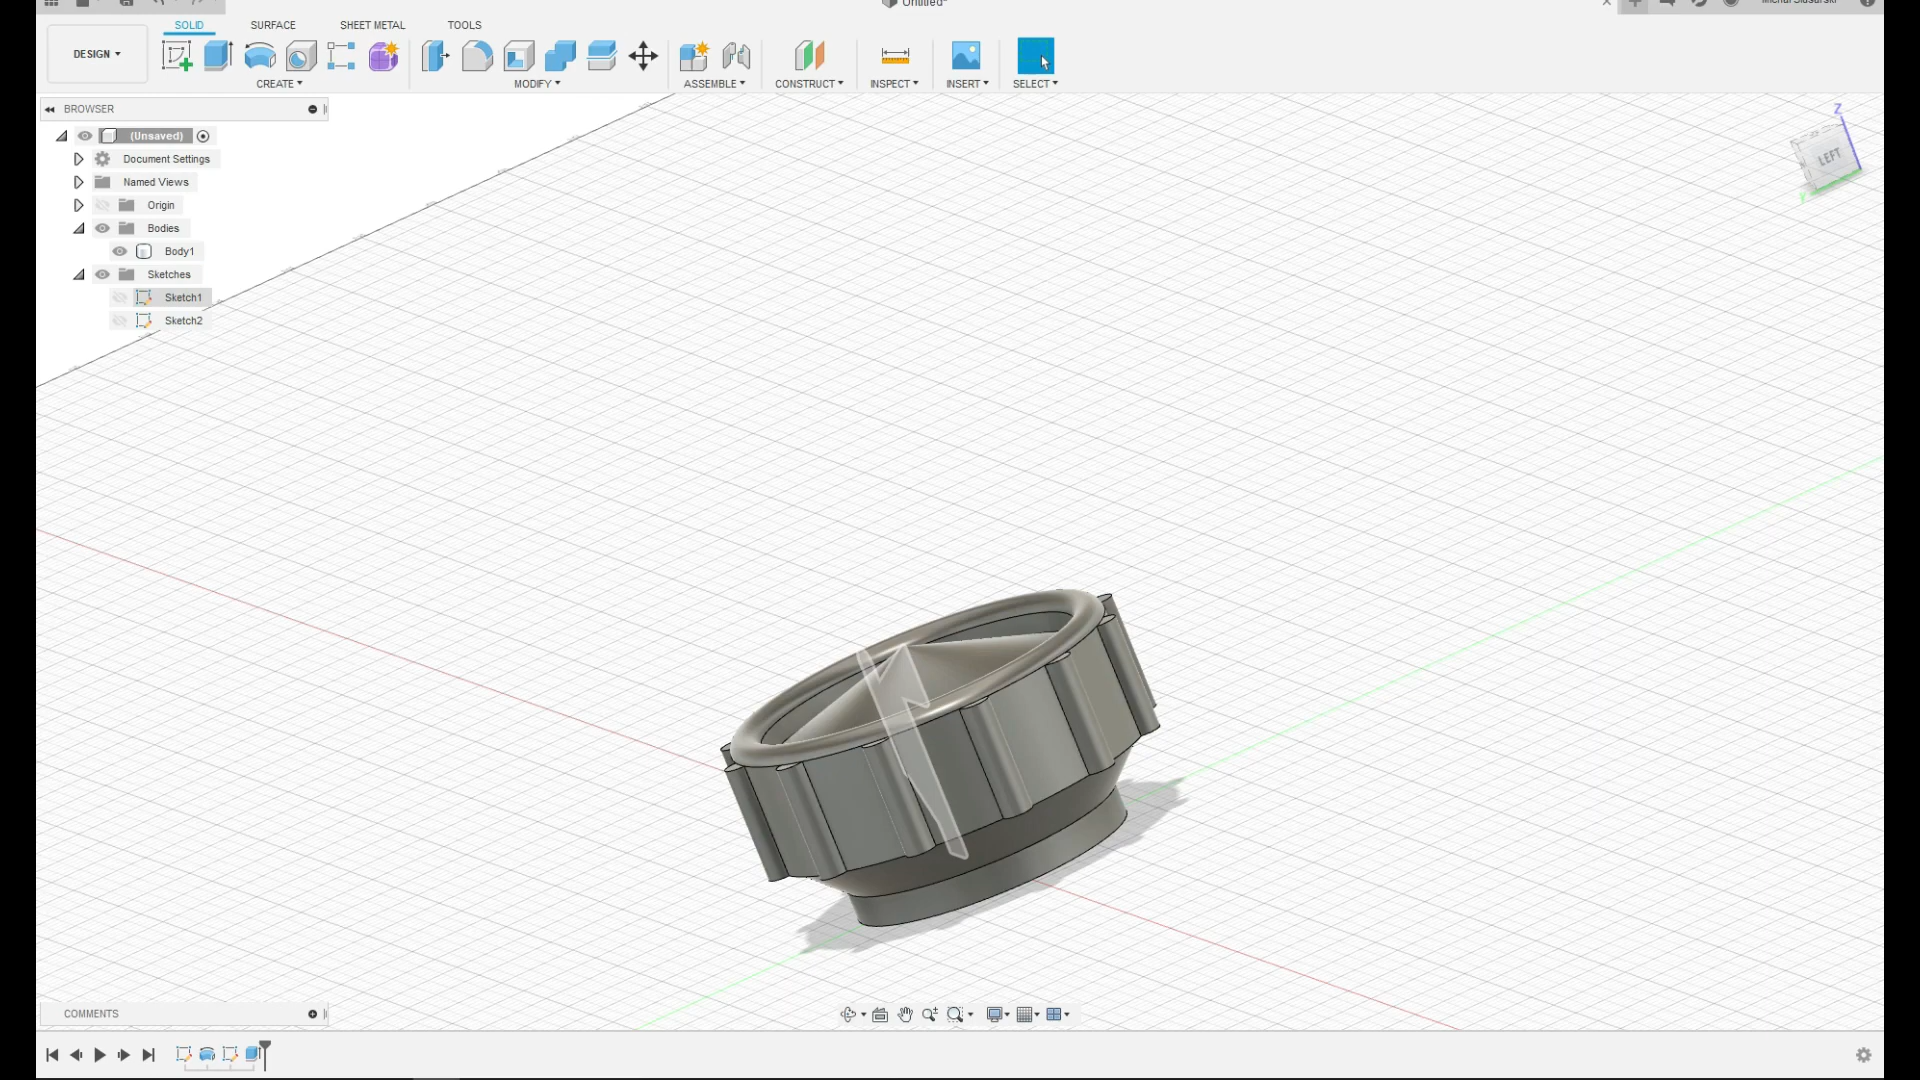 Untitled*
SOLID
SURFACE
SHEET METAL
TOOLS
DESIGN
CREATE
MODIFY
ASSEMBLE
CONSTRUCT
INSPECT
INSERT
SELECT
BROWSER
(Unsaved)
Document Settings
Named Views
Origin
Bodies
Body1
Sketches
Sketch1
Sketch2
Z
LEFT
Y
COMMENTS